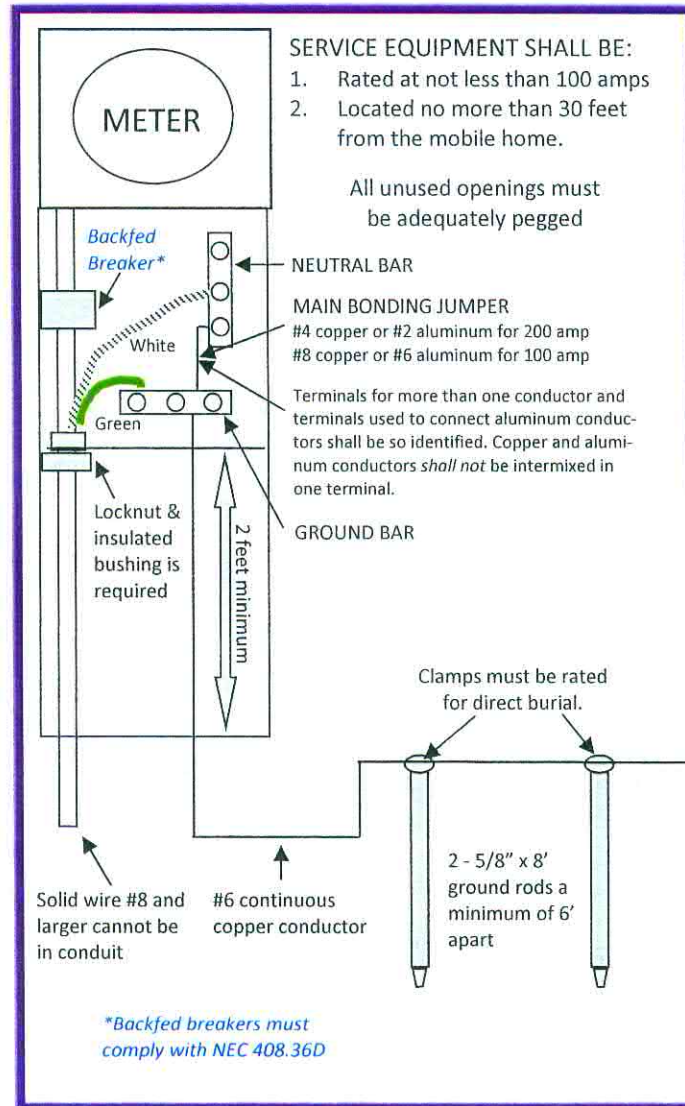 SERVICE EQUIPMENT SHALL BE:
1. Rated at not less than 100 amps
2. Located no more than 30 feet
from the mobile home.
All unused openings must
be adequately pegged
METER
Backfed
Breaker*
White
Green
NEUTRAL BAR
MAIN BONDING JUMPER
#4 copper or #2 aluminum for 200 amp
#8 copper or #6 aluminum for 100 amp
Terminals for more than one conductor and
terminals used to connect aluminum conduc-
tors shall be so identified. Copper and alumi-
num conductors shall not be intermixed in
one terminal.
GROUND BAR
Locknut &
insulated
bushing is
required
2 feet minimum
Clamps must be rated
for direct burial.
Solid wire #8 and
larger cannot be
in conduit
#6 continuous
copper conductor
2 - 5/8" x 8'
ground rods a
minimum of 6'
apart
*Backfed breakers must
comply with NEC 408.36D